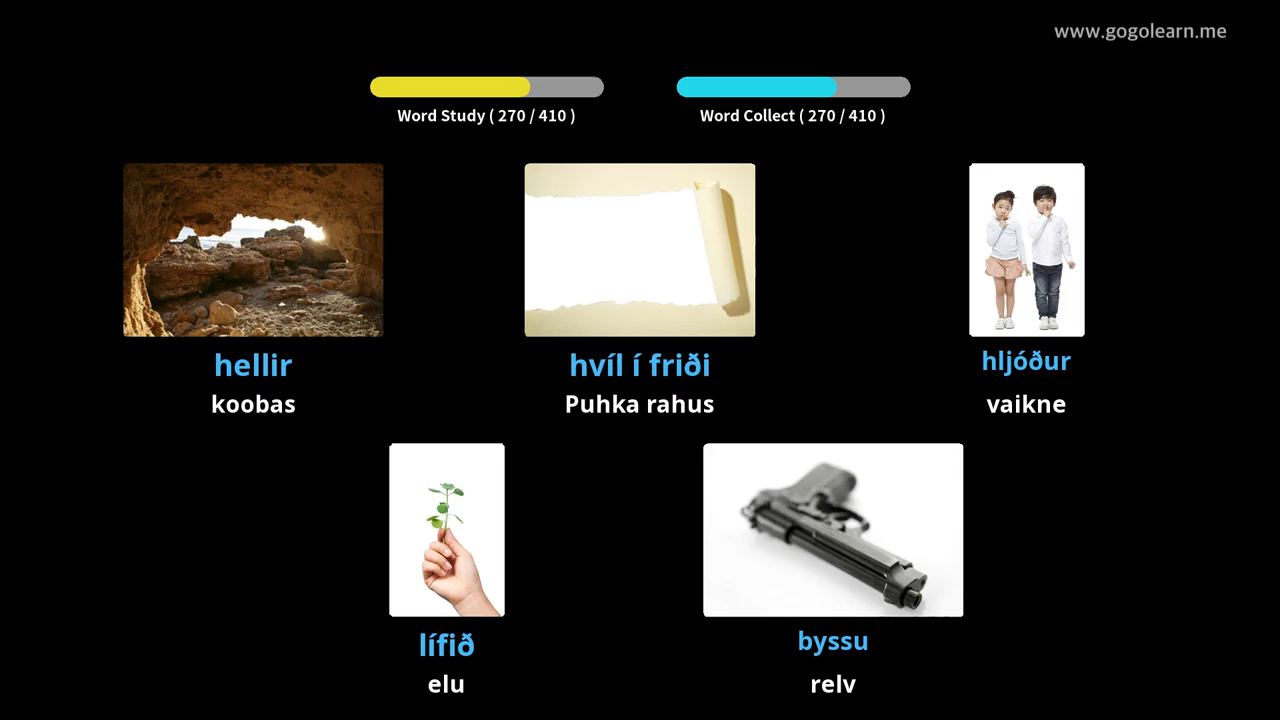 www.gogolearn.me
Word Study ( 270 / 410 )
Word Collect ( 270 / 410 )
hellir
koobas
hvíl í friði
Puhka rahus
hljóður
vaikne
lífið
elu
byssu
relv